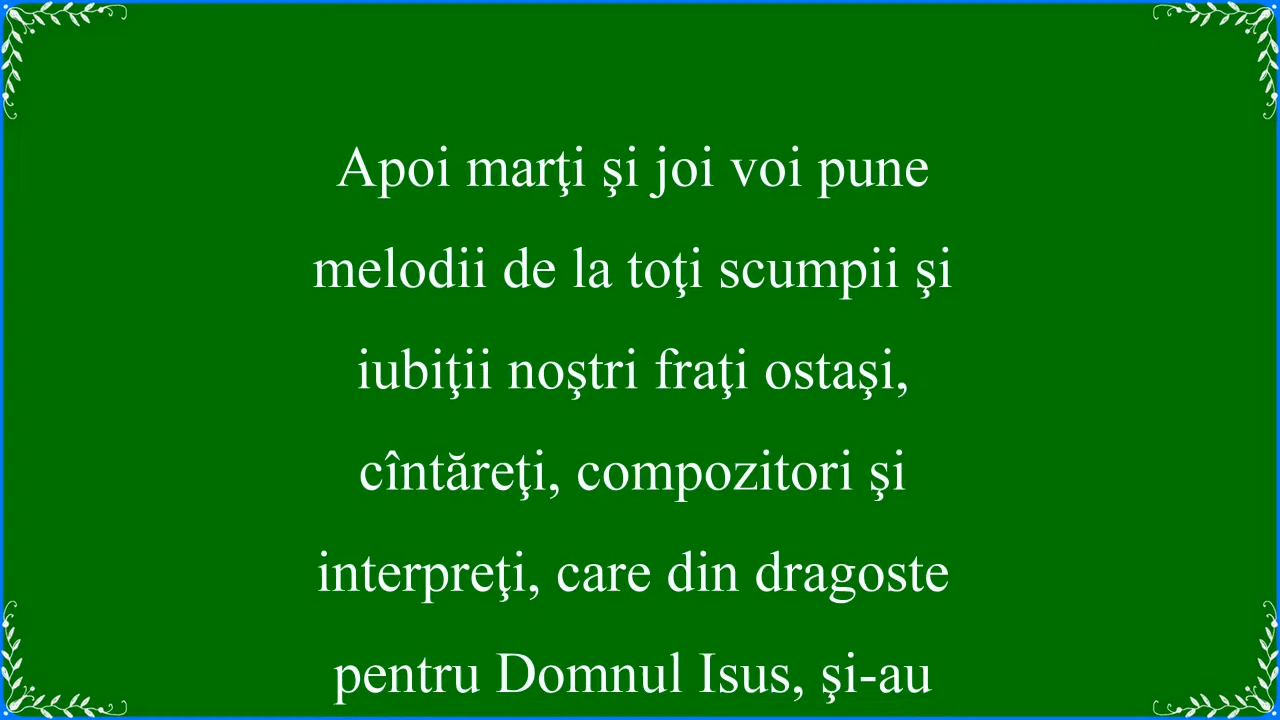 Apoi marţi şi joi voi pune
melodii de la toţi scumpii şi
iubiţii noştri fraţi ostaşi,
cîntăreţi, compozitori şi
interpreţi, care din dragoste
pentru Domnul Isus, şi-au